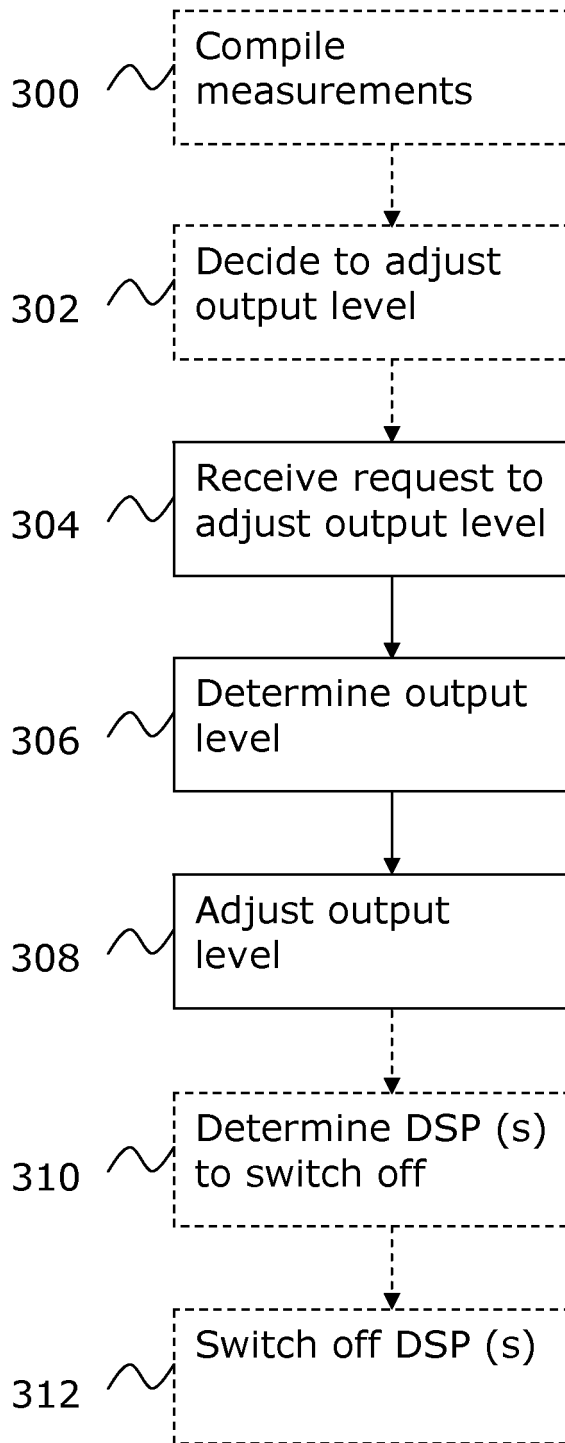 Compile
measurements
300
Decide to adjust
output level
302
Receive request to
adjust output level
304
Determine output
level
306
Adjust output
level
308
Determine DSP (s)
to switch off
310
Switch off DSP (s)
312